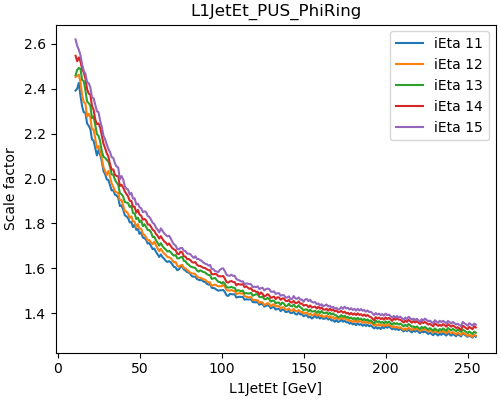 L1JetEt_PUS_PhiRing
Scale factor
2.6
2.4
2.2
2.0
1.8
1.6
1.4
iEta 11
iEta 12
iEta 13
iEta 14
iEta 15
0
50
100
150
200
250
L1JetEt [GeV]